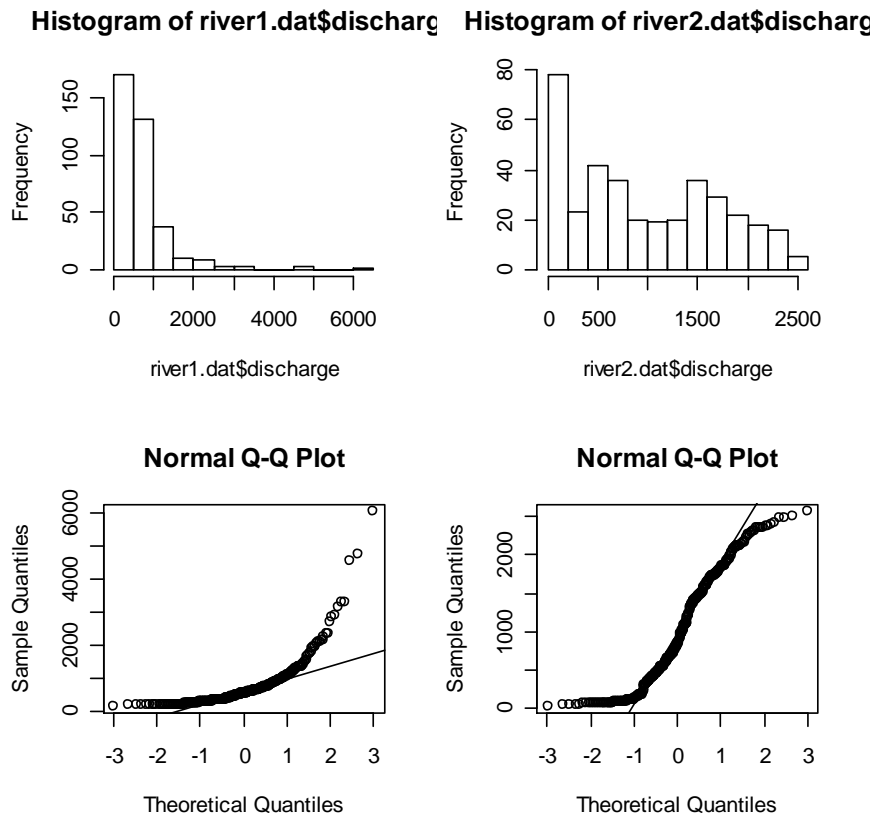 Histogram of river1.dat$discharg
Frequency
0 50 100 150
0 2000 4000 6000
river1.dat$discharge
Histogram of river2.dat$discharg
Frequency
0 20 40 60 80
0 500 1500 2500
river2.dat$discharge
Normal Q-Q Plot
Sample Quantiles
0 2000 4000 6000
-3 -2 -1 0 1 2 3
Theoretical Quantiles
Normal Q-Q Plot
Sample Quantiles
0 1000 2000
-3 -2 -1 0 1 2 3
Theoretical Quantiles